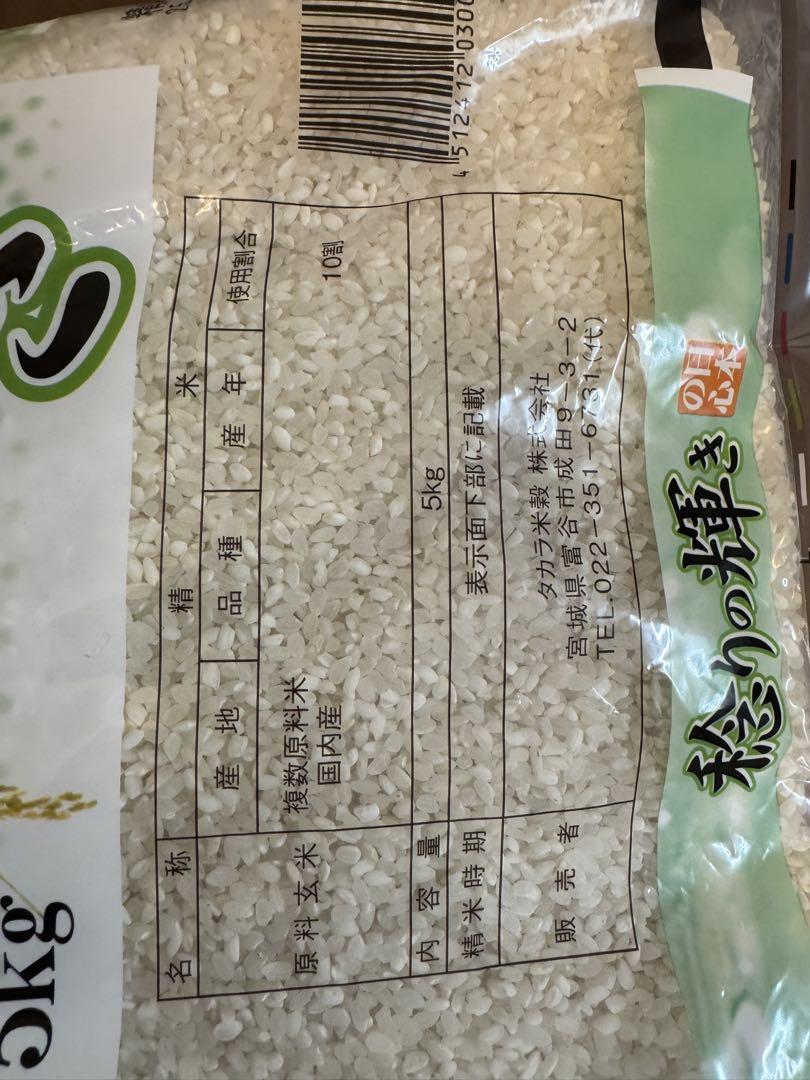 5kg
名称 精米
原料玄米 産地 品種 産年 使用割合
複数原料米
国内産 10割
内容量 5kg
精米時期 表示面下部に記載
販売者 タカラ米穀 株式会社
宮城県富谷市成田9-3-2
TEL.022-351-6731(代)
4 512412 0300
稔りの輝き
日本の心